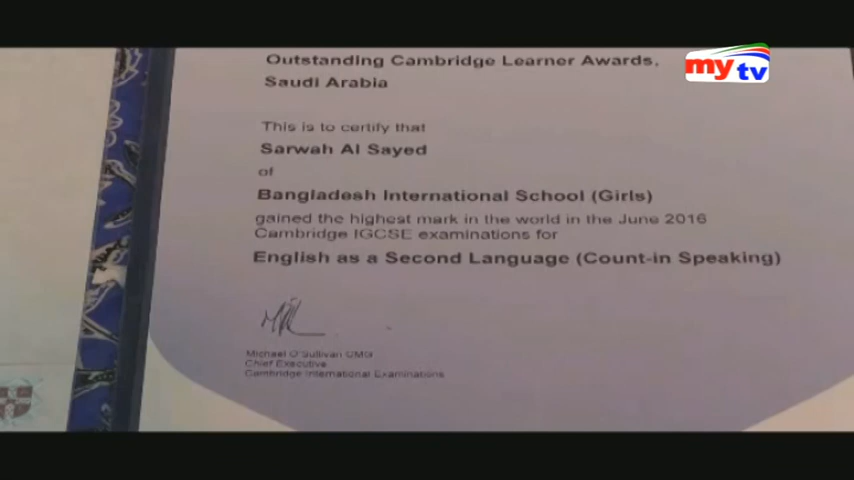 my tv
Outstanding Cambridge Learner Awards,
Saudi Arabia
This is to certify that
Sarwah Al Sayed
of
Bangladesh International School (Girls)
gained the highest mark in the world in the June 2016
Cambridge IGCSE examinations for
English as a Second Language (Count-in Speaking)
Michael O'Sullivan CMG
Chief Executive
Cambridge International Examinations